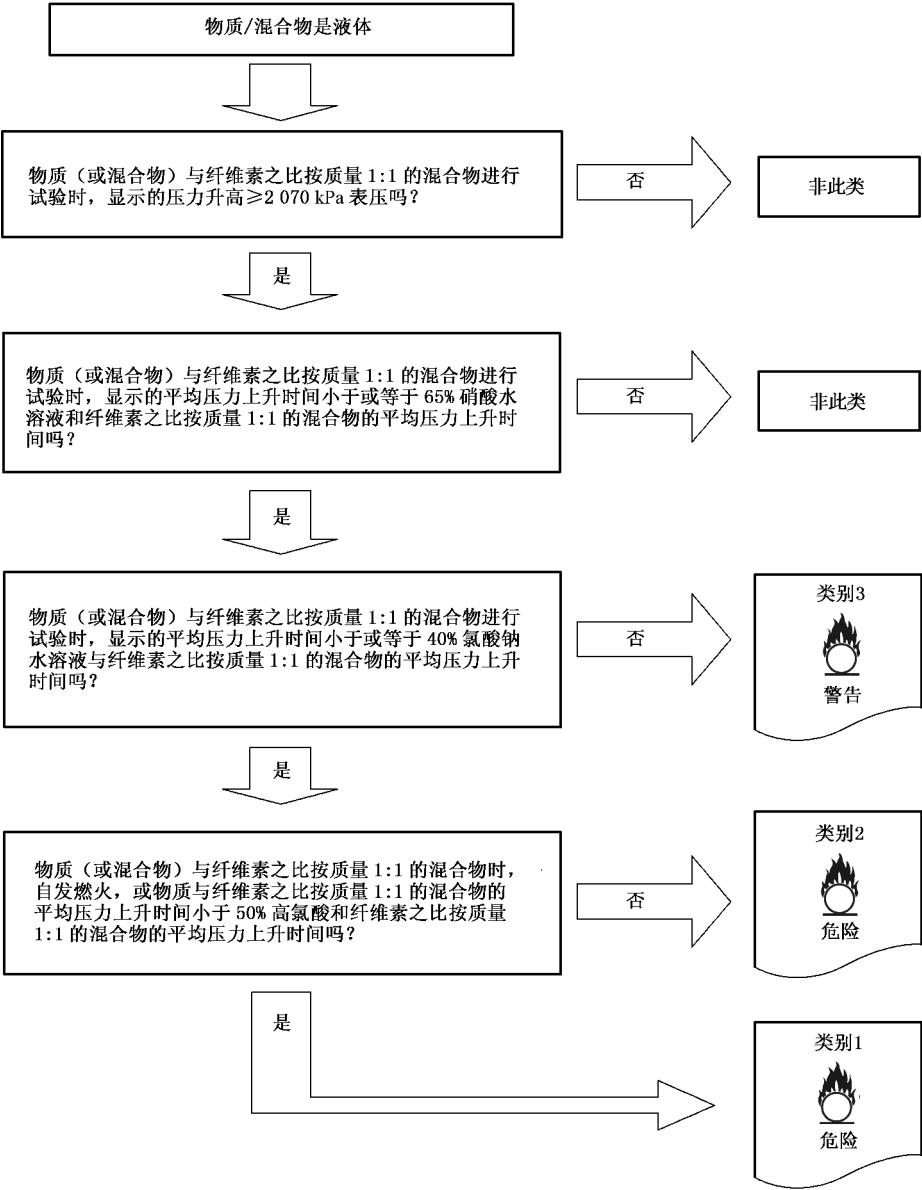 物质/混合物是液体
物质（或混合物）与纤维素之比按质量 1:1 的混合物进行
试验时，显示的压力升高≥2 070 kPa 表压吗？
否
非此类
是
物质（或混合物）与纤维素之比按质量 1:1 的混合物进行
试验时，显示的平均压力上升时间小于或等于 65% 硝酸水
溶液和纤维素之比按质量 1:1 的混合物的平均压力上升时
间吗？
否
非此类
是
物质（或混合物）与纤维素之比按质量 1:1 的混合物进行
试验时，显示的平均压力上升时间小于或等于 40% 氯酸钠
水溶液与纤维素之比按质量 1:1 的混合物的平均压力上升
时间吗？
否
类别3
警告
是
物质（或混合物）与纤维素之比按质量 1:1 的混合物时，
自发燃火，或物质与纤维素之比按质量 1:1 的混合物的
平均压力上升时间小于 50% 高氯酸和纤维素之比按质量
1:1 的混合物的平均压力上升时间吗？
否
类别2
危险
是
类别1
危险